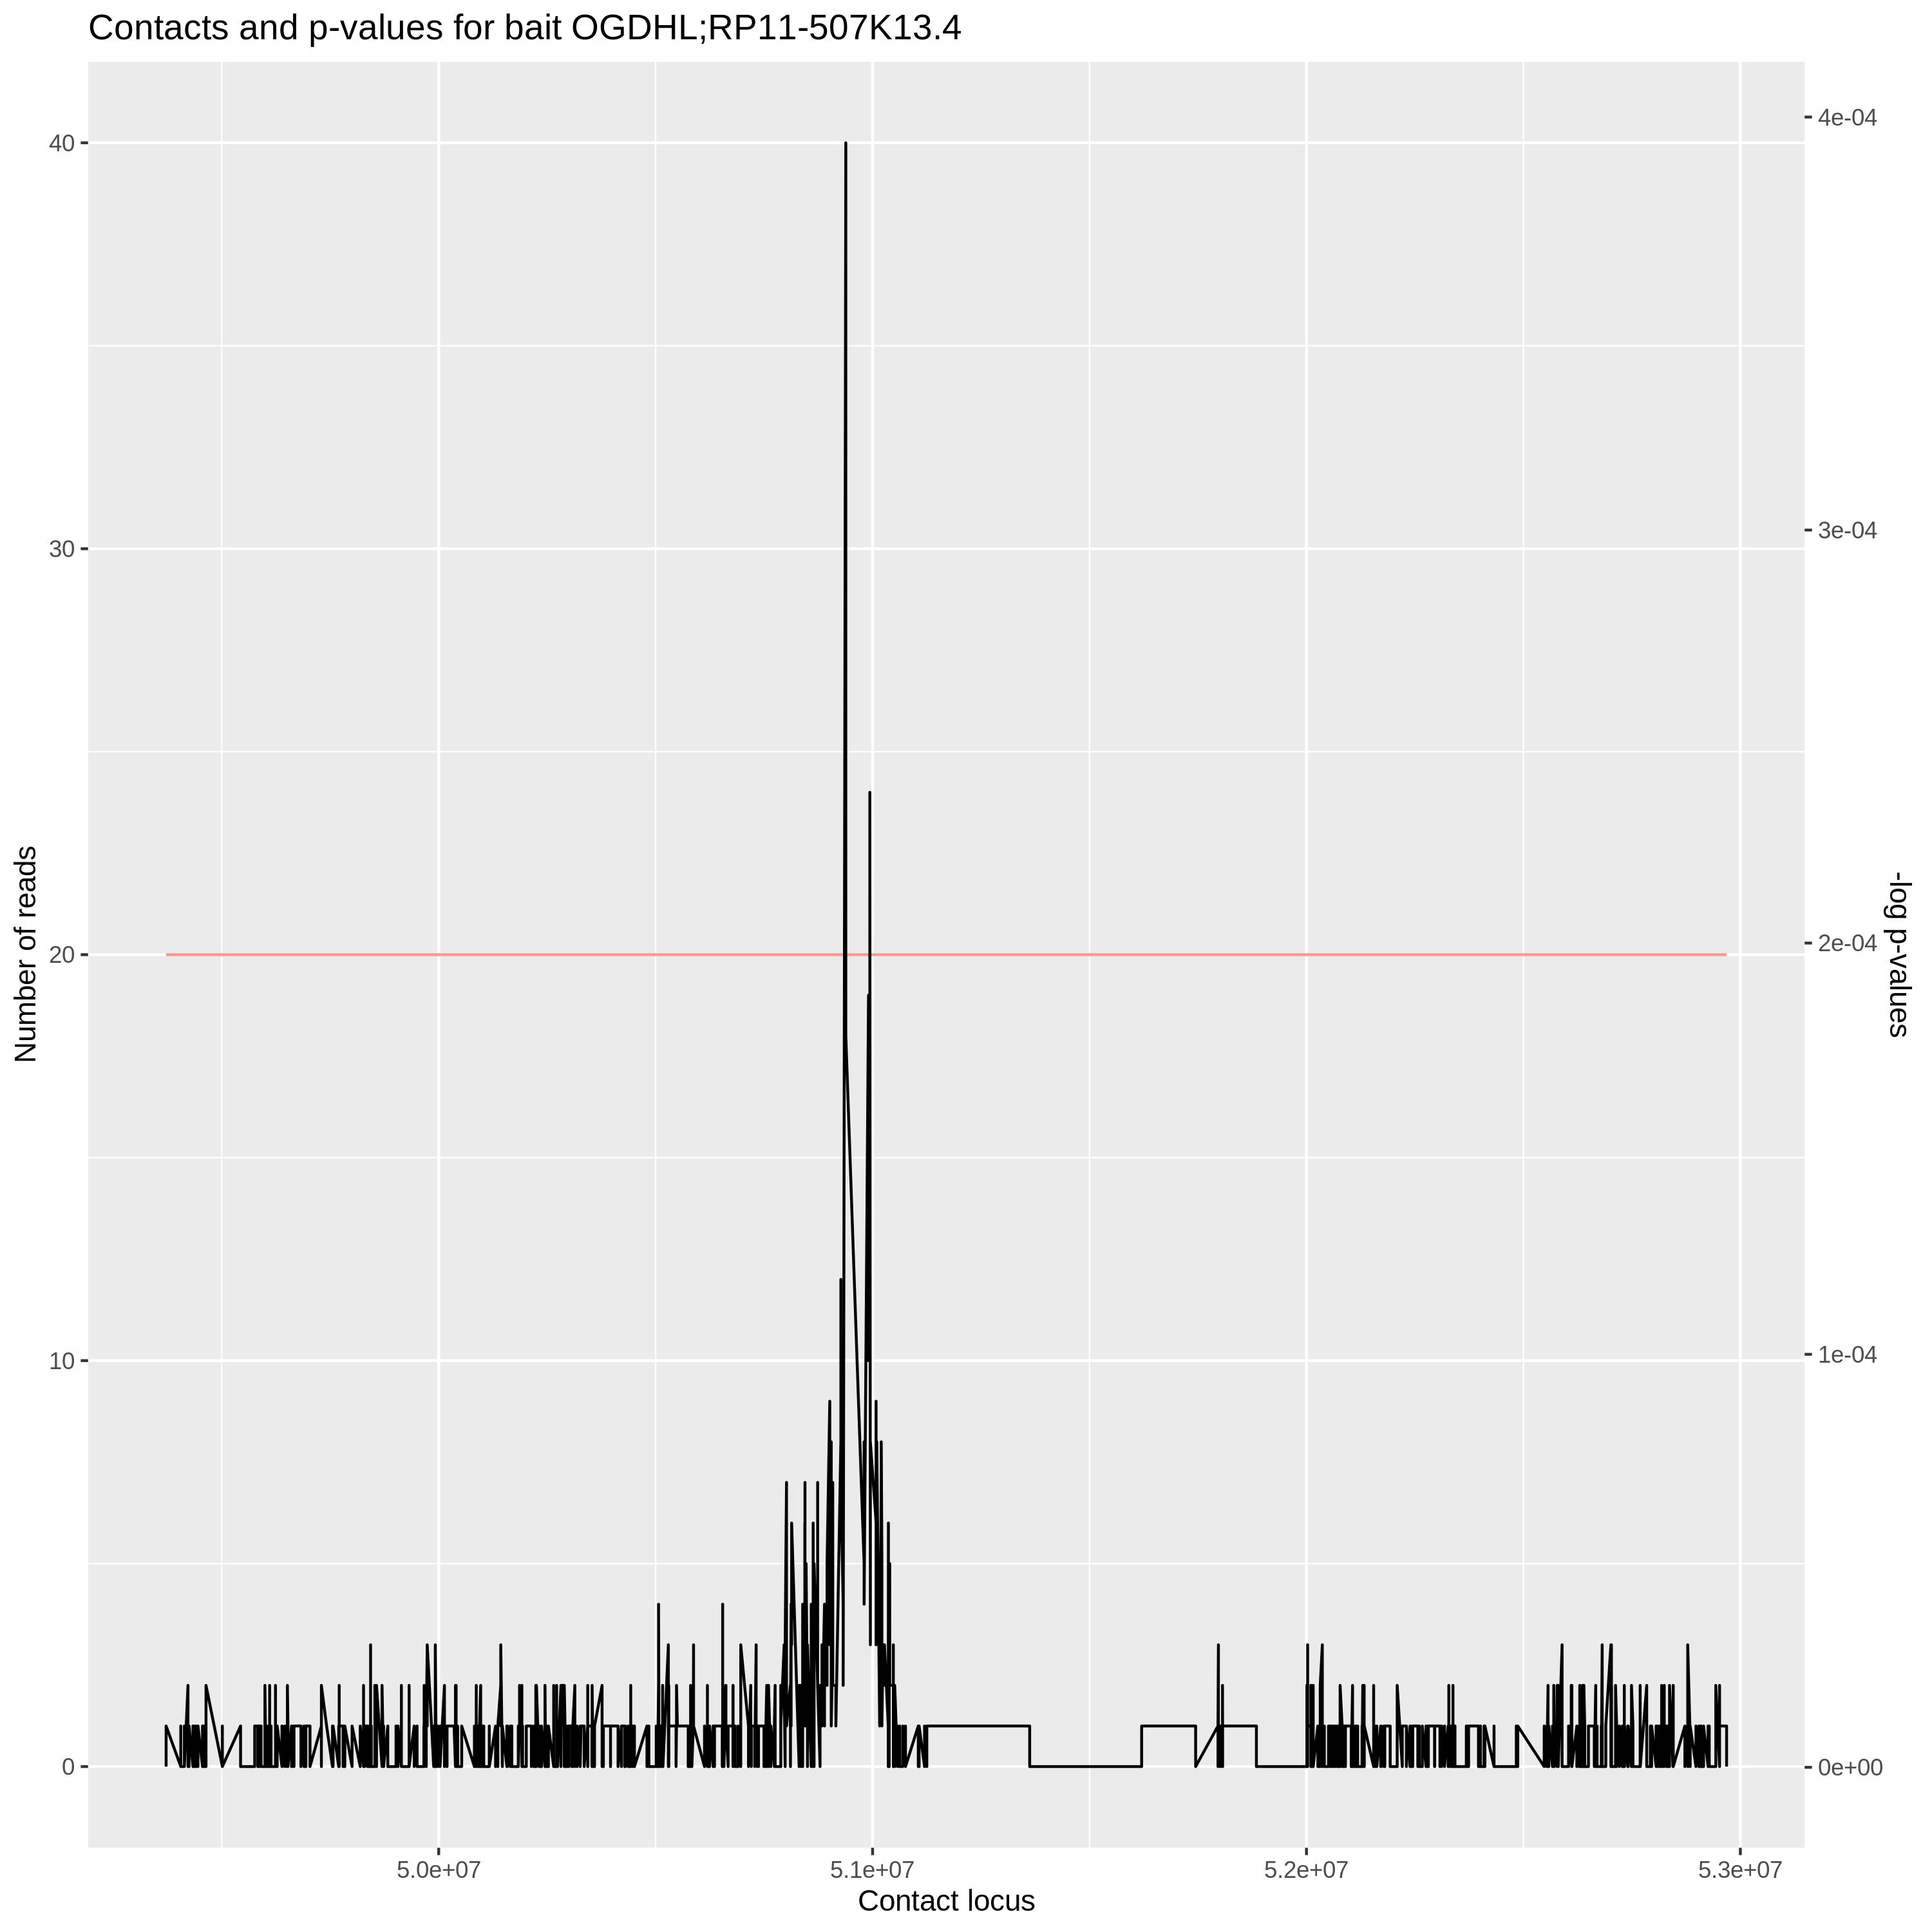 Contacts and p-values for bait OGDHL;RP11-507K13.4
40
30
20
10
0
Number of reads
4e-04
3e-04
2e-04
1e-04
0e+00
-log p-values
5.0e+07
5.1e+07
5.2e+07
5.3e+07
Contact locus